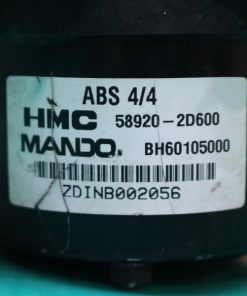 ABS 4/4
HMC 58920-2D600
MANDO. BH60105000
ZDINB002056